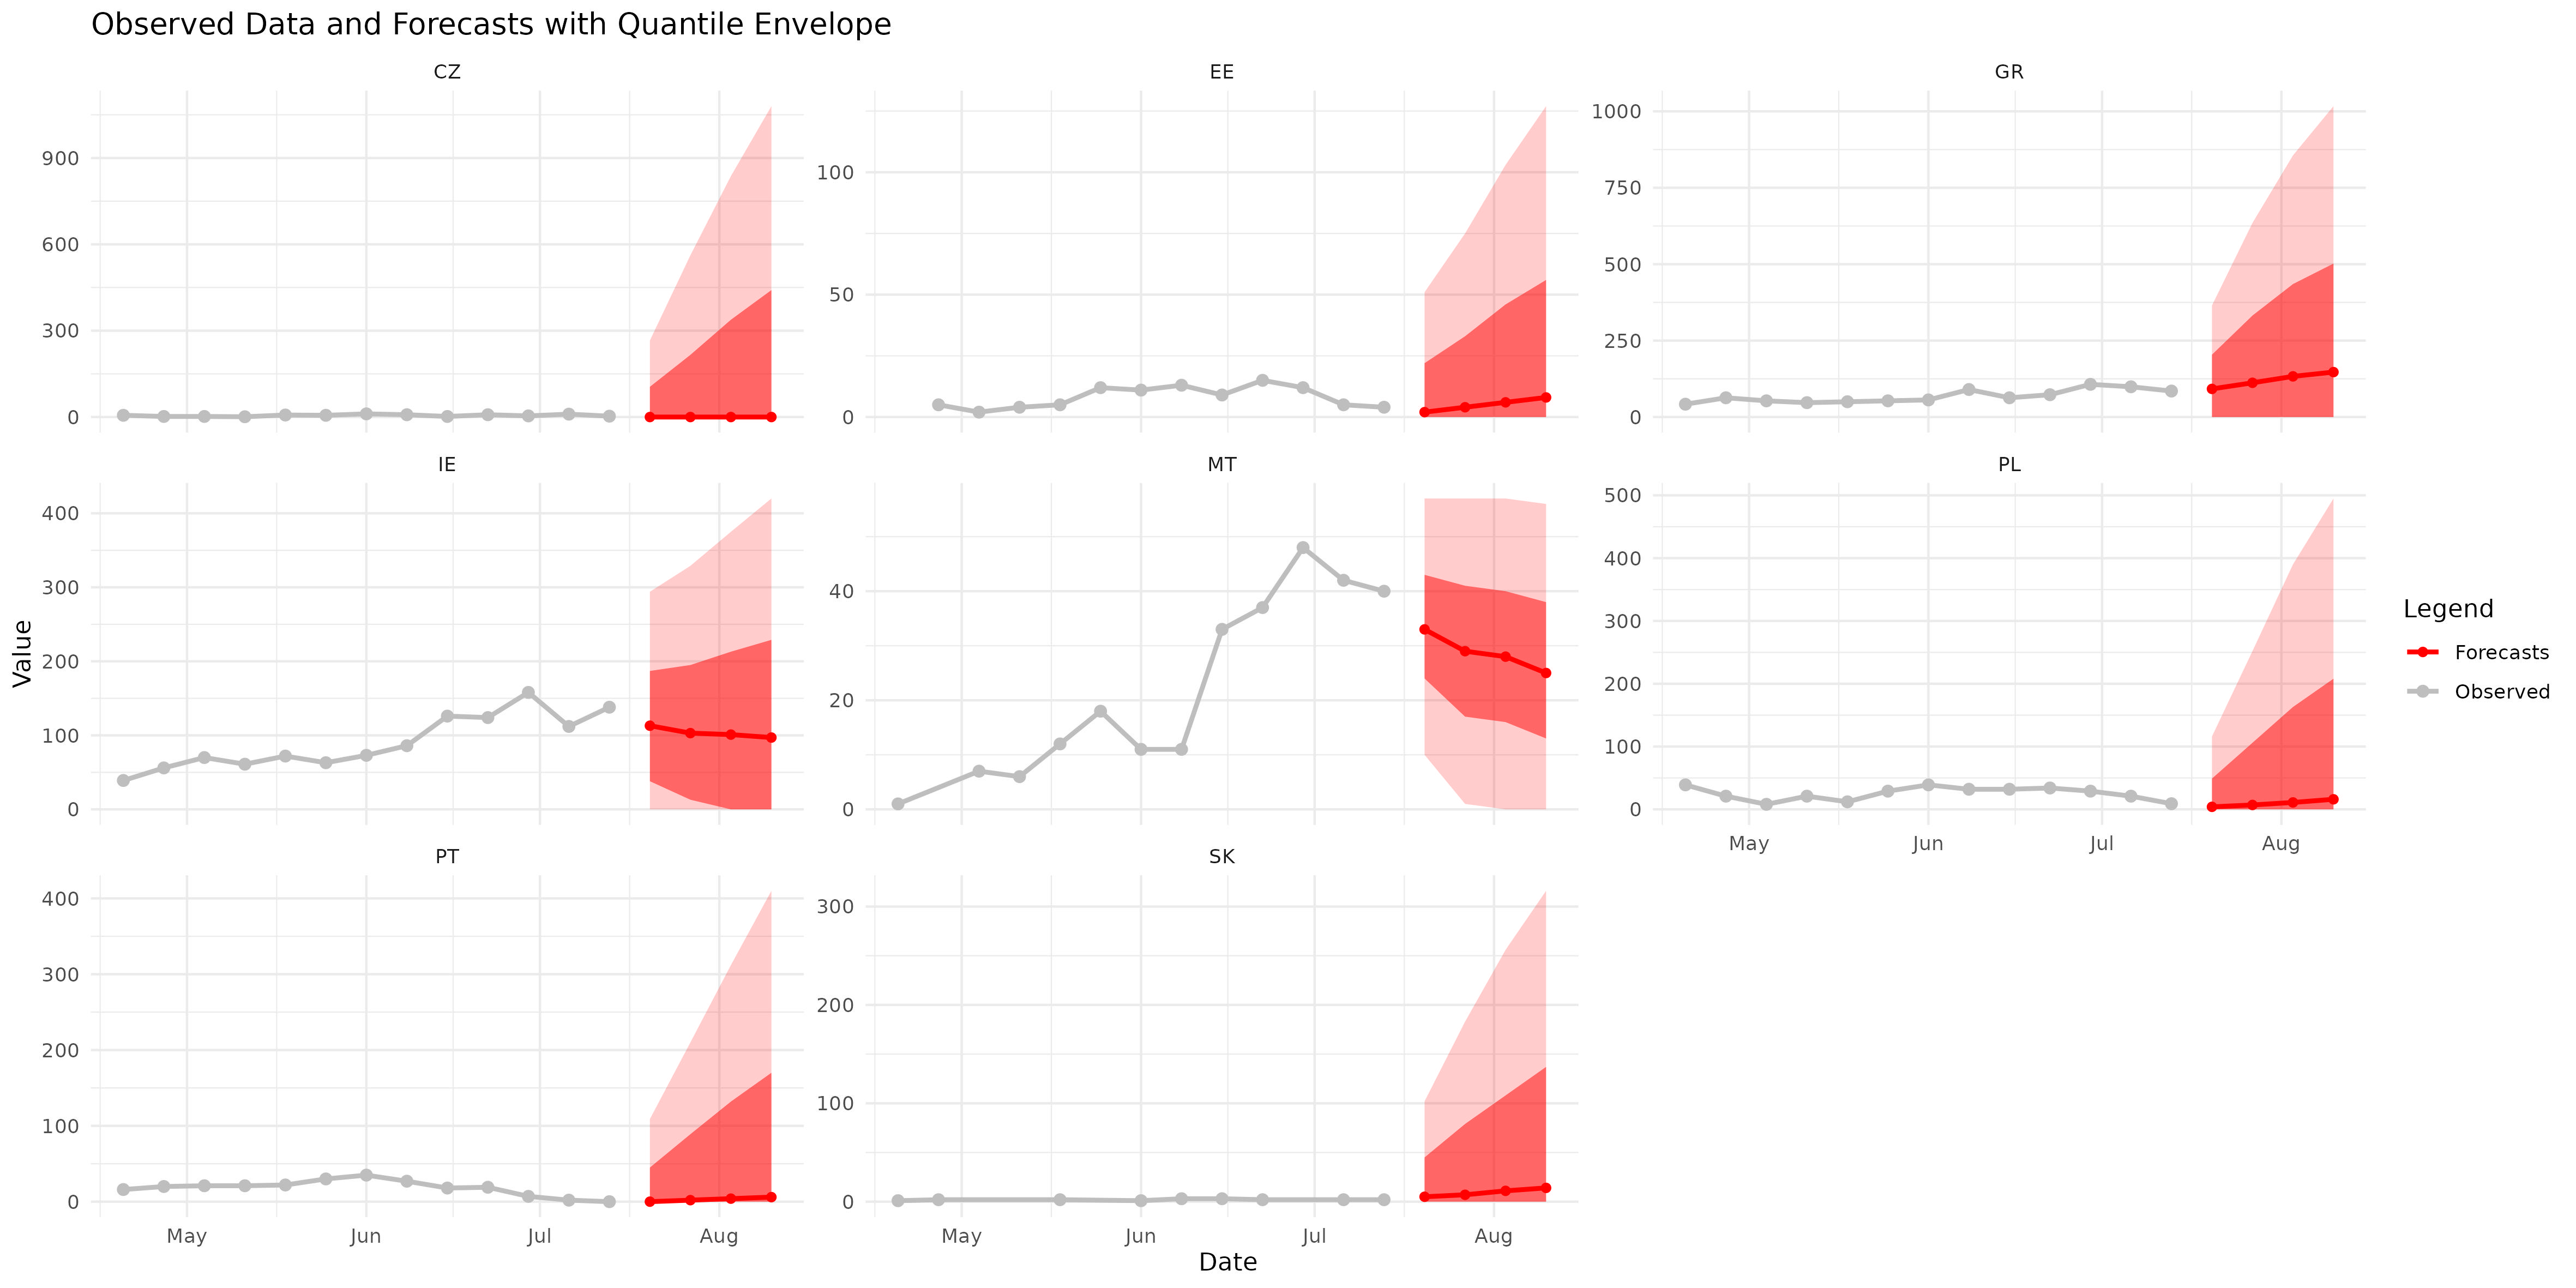 Observed Data and Forecasts with Quantile Envelope
CZ
EE
GR
900
600
300
0
100
50
0
1000
750
500
250
0
IE
MT
PL
400
300
200
100
0
40
20
0
500
400
300
200
100
0
May Jun Jul Aug
PT
SK
400
300
200
100
0
300
200
100
0
May Jun Jul Aug
May Jun Jul Aug
Value
Date
Legend
Forecasts
Observed